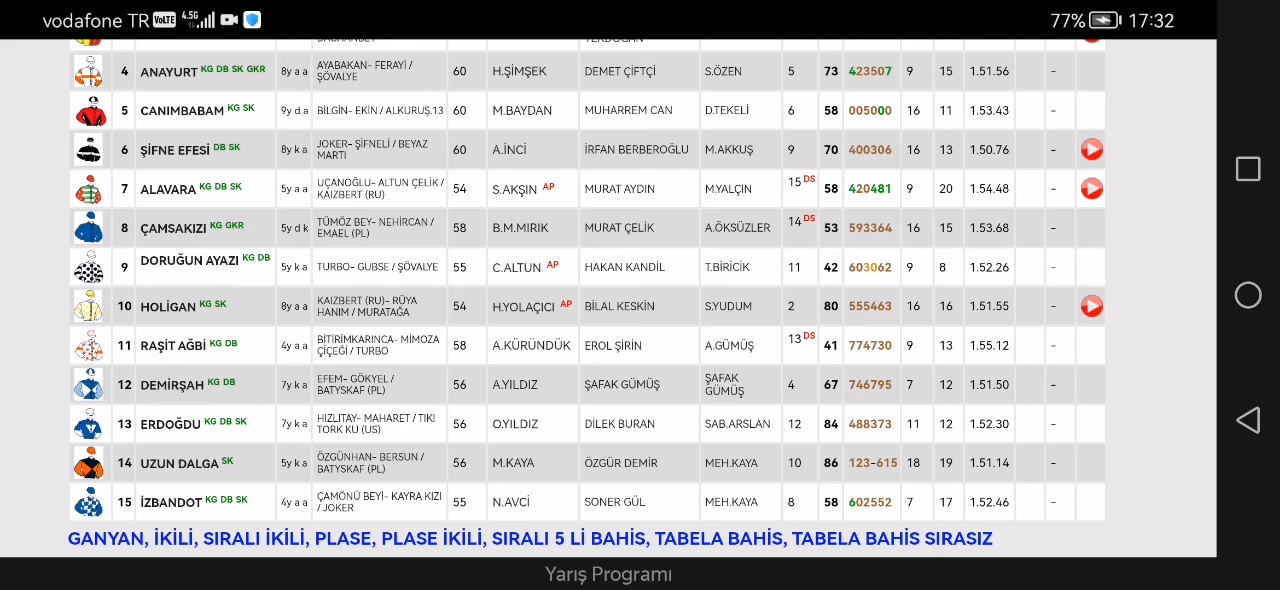 vodafone TR VoLTE 4.5G 1k 77% 17:32
4 ANAYURT KG DB SK GKR 8y a a AYABAKAN- FERAYİ / ŞÖVALYE 60 H.ŞİMŞEK DEMET ÇİFTÇİ S.ÖZEN 5 73 423507 9 15 1.51.56 -
5 CANIMBABAM KG SK 9y d a BİLGİN- EKİN / ALKURUŞ.13 60 M.BAYDAN MUHARREM CAN D.TEKELİ 6 58 005000 16 11 1.53.43 -
6 ŞİFNE EFESİ DB SK 8y k a JOKER- ŞİFNELİ / BEYAZ MARTI 60 A.İNCİ İRFAN BERBEROĞLU M.AKKUŞ 9 70 400306 16 13 1.50.76 -
7 ALAVARA KG DB SK 5y a a UÇANOĞLU- ALTUN ÇELİK / KAIZBERT (RU) 54 S.AKŞIN AP MURAT AYDIN M.YALÇIN 15 DS 58 420481 9 20 1.54.48 -
8 ÇAMSAKIZI KG GKR 5y d k TÜMÖZ BEY- NEHİRCAN / EMAEL (PL) 58 B.M.MIRIK MURAT ÇELİK A.ÖKSÜZLER 14 DS 53 593364 16 15 1.53.68 -
9 DORUĞUN AYAZI KG DB 5y k a TURBO- GUBSE / ŞÖVALYE 55 C.ALTUN AP HAKAN KANDİL T.BİRİCİK 11 42 603062 9 8 1.52.26 -
10 HOLİGAN KG SK 8y a a KAIZBERT (RU)- RÜYA HANIM / MURATAĞA 54 H.YOLAÇICI AP BİLAL KESKİN S.YUDUM 2 80 555463 16 16 1.51.55 -
11 RAŞİT AĞBİ KG DB 4y a a BİTİRİMKARINCA- MİMOZA ÇİÇEĞİ / TURBO 58 A.KÜRÜNDÜK EROL ŞİRİN A.GÜMÜŞ 13 DS 41 774730 9 13 1.55.12 -
12 DEMİRŞAH KG DB 7y k a EFEM- GÖKYEL / BATYSKAF (PL) 56 A.YILDIZ ŞAFAK GÜMÜŞ ŞAFAK GÜMÜŞ 4 67 746795 7 12 1.51.50 -
13 ERDOĞDU KG DB SK 7y k a HIZLITAY- MAHARET / TIKI TORK KU (US) 56 O.YILDIZ DİLEK BURAN SAB.ARSLAN 12 84 488373 11 12 1.52.30 -
14 UZUN DALGA SK 5y k a ÖZGÜNHAN- BERSUN / BATYSKAF (PL) 56 M.KAYA ÖZGÜR DEMİR MEH.KAYA 10 86 123-615 18 19 1.51.14 -
15 İZBANDOT KG DB SK 4y a a ÇAMÖNÜ BEYİ- KAYRA KIZI / JOKER 55 N.AVCİ SONER GÜL MEH.KAYA 8 58 602552 7 17 1.52.46 -
GANYAN, İKİLİ, SIRALI İKİLİ, PLASE, PLASE İKİLİ, SIRALI 5 Lİ BAHİS, TABELA BAHİS, TABELA BAHİS SIRASIZ
Yarış Programı